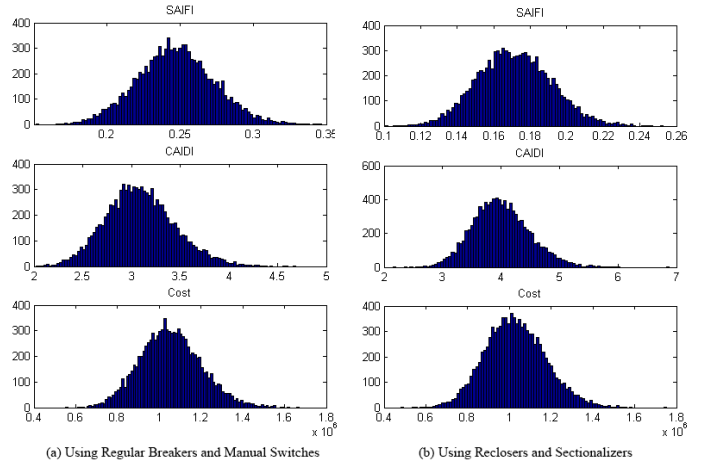 SAIFI
400
300
200
100
0
0.2 0.25 0.3 0.35
CAIDI
400
300
200
100
0
2 2.5 3 3.5 4 4.5 5
Cost
400
300
200
100
0
0.4 0.6 0.8 1 1.2 1.4 1.6 1.8
x 10^6
(a) Using Regular Breakers and Manual Switches
SAIFI
400
300
200
100
0
0.1 0.12 0.14 0.16 0.18 0.2 0.22 0.24 0.26
CAIDI
600
400
200
0
2 3 4 5 6 7
Cost
400
300
200
100
0
0.4 0.6 0.8 1 1.2 1.4 1.6 1.8
x 10^6
(b) Using Reclosers and Sectionalizers